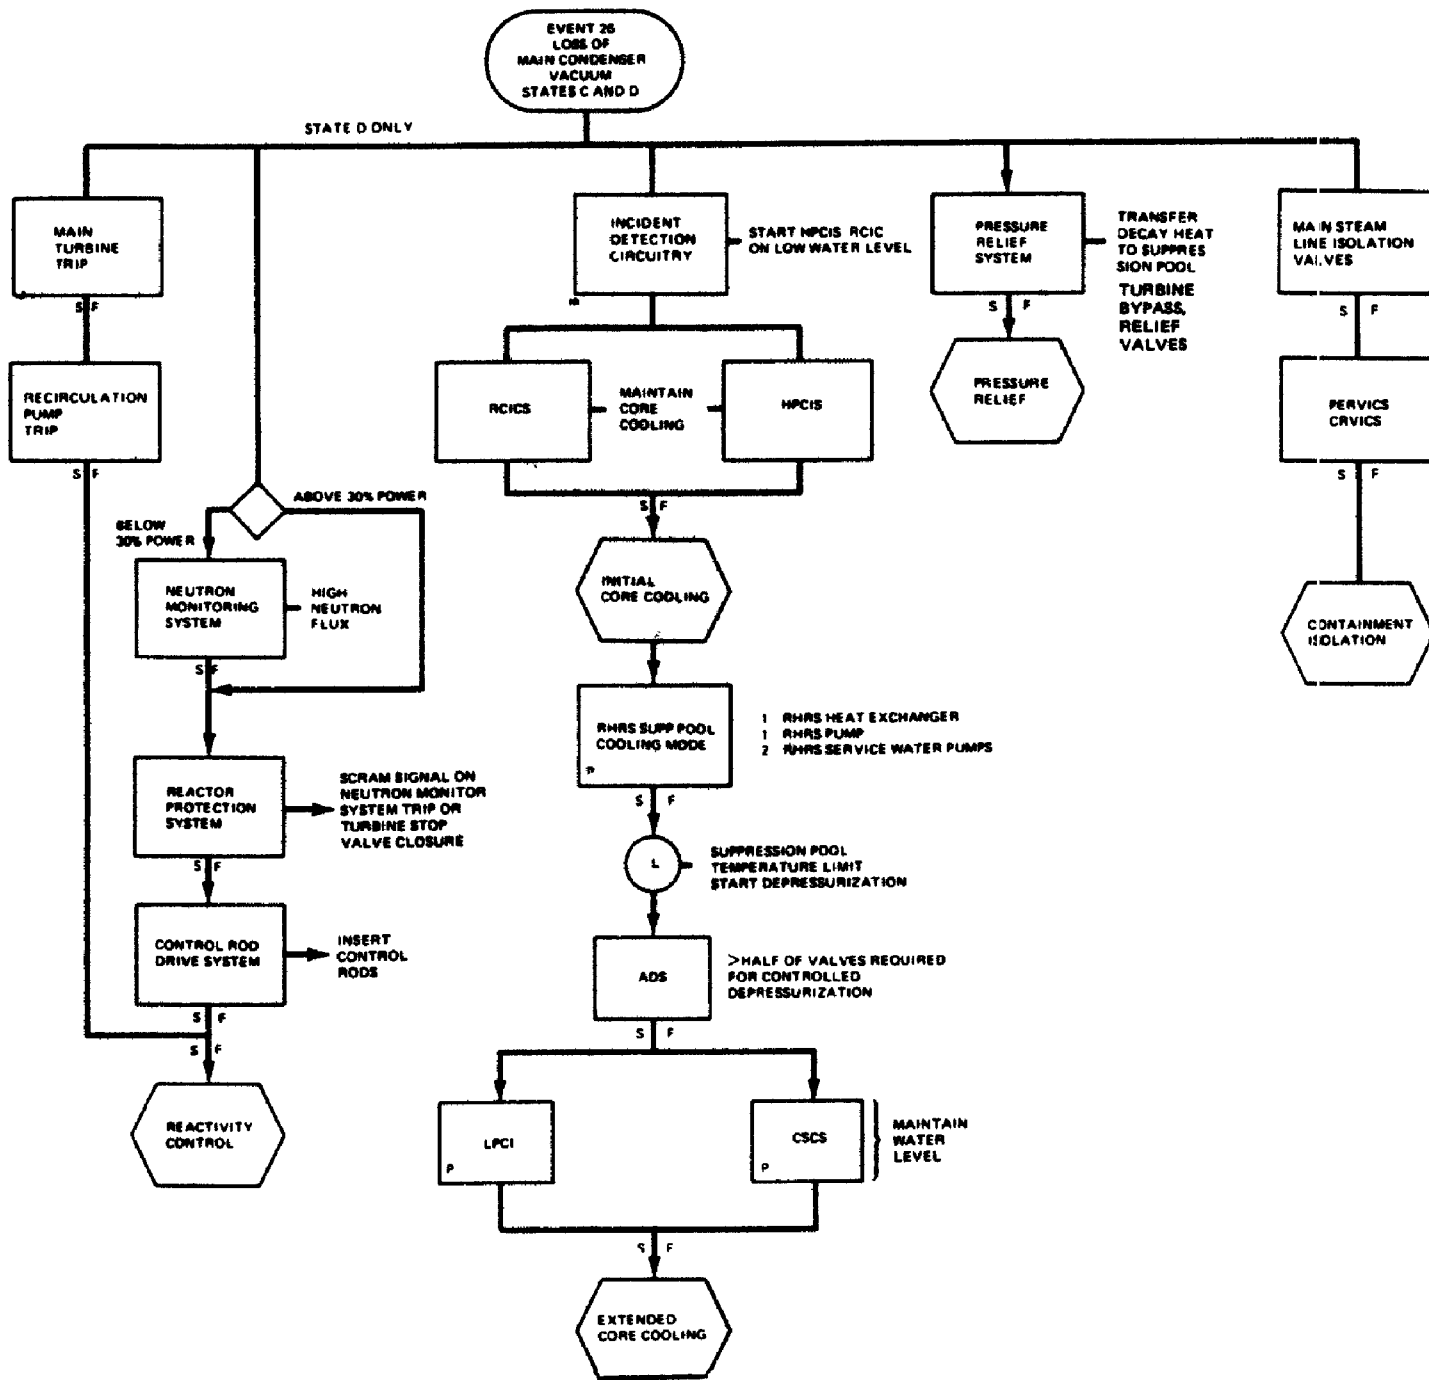 EVENT 26
LOSS OF
MAIN CONDENSER
VACUUM
STATES C AND D
STATE D ONLY
MAIN
TURBINE
TRIP
S F
RECIRCULATION
PUMP
TRIP
S F
ABOVE 30% POWER
BELOW
30% POWER
NEUTRON
MONITORING
SYSTEM
HIGH
NEUTRON
FLUX
S F
REACTOR
PROTECTION
SYSTEM
SCRAM SIGNAL ON
NEUTRON MONITOR
SYSTEM TRIP OR
TURBINE STOP
VALVE CLOSURE
S F
CONTROL ROD
DRIVE SYSTEM
INSERT
CONTROL
RODS
S F
S F
REACTIVITY
CONTROL
INCIDENT
DETECTION
CIRCUITRY
START HPCIS RCIC
ON LOW WATER LEVEL
RCICS
MAINTAIN
CORE
COOLING
HPCIS
S F
INITIAL
CORE COOLING
RHRS SUPP POOL
COOLING MODE
1 RHRS HEAT EXCHANGER
1 RHRS PUMP
2 RHRS SERVICE WATER PUMPS
S F
L
SUPPRESSION POOL
TEMPERATURE LIMIT
START DEPRESSURIZATION
ADS
>HALF OF VALVES REQUIRED
FOR CONTROLLED
DEPRESSURIZATION
S F
LPCI
P
CSCS
P
MAINTAIN
WATER
LEVEL
S F
EXTENDED
CORE COOLING
PRESSURE
RELIEF
SYSTEM
TRANSFER
DECAY HEAT
TO SUPPRES
SION POOL
TURBINE
BYPASS,
RELIEF
VALVES
S F
PRESSURE
RELIEF
MAIN STEAM
LINE ISOLATION
VALVES
S F
PERVICS
CRVICS
S F
CONTAINMENT
ISOLATION